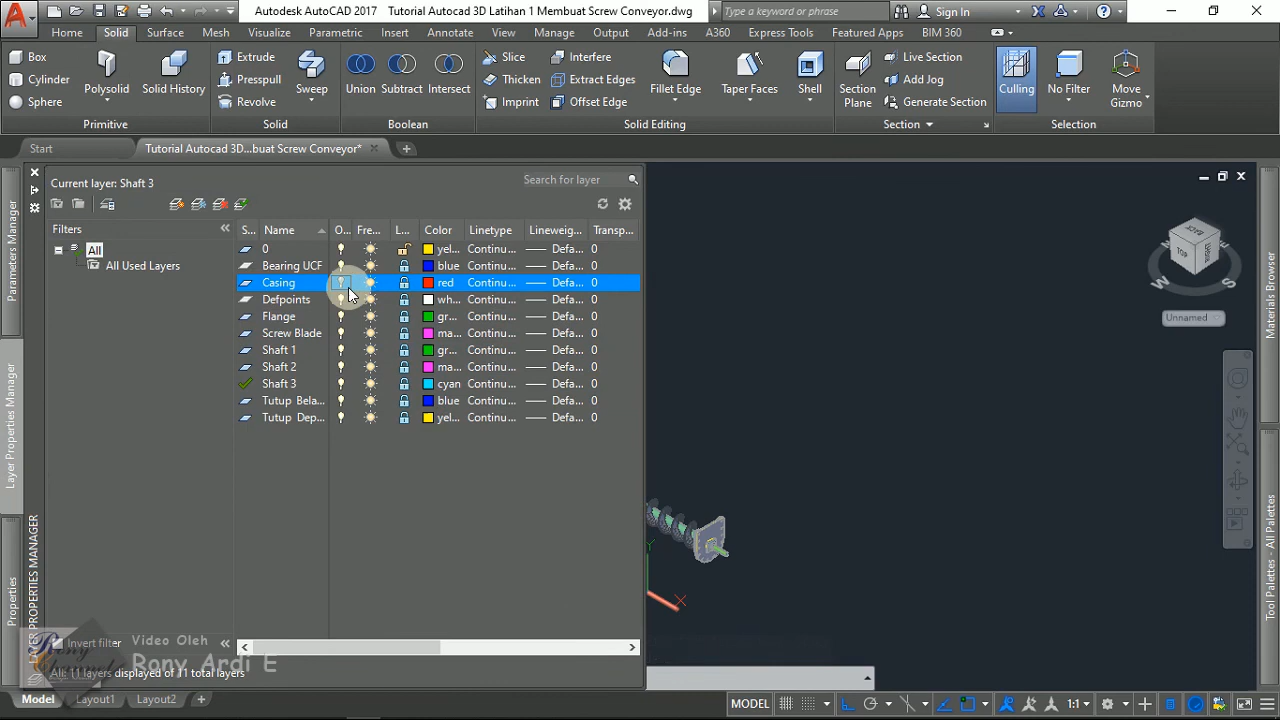 Autodesk AutoCAD 2017 Tutorial Autocad 3D Latihan 1 Membuat Screw Conveyor.dwg
Type a keyword or phrase
Sign In
Home Solid Surface Mesh Visualize Parametric Insert Annotate View Manage Output Add-ins A360 Express Tools Featured Apps BIM 360
Box
Cylinder
Sphere
Polysolid
Solid History
Primitive
Extrude
Presspull
Revolve
Sweep
Solid
Union
Subtract
Intersect
Boolean
Slice
Thicken
Imprint
Interfere
Extract Edges
Offset Edge
Fillet Edge
Taper Faces
Shell
Solid Editing
Section
Plane
Live Section
Add Jog
Generate Section
Section
Culling
No Filter
Move
Gizmo
Selection
Start
Tutorial Autocad 3D...buat Screw Conveyor*
Parameters Manager
Layer Properties Manager
Properties
LAYER PROPERTIES MANAGER
Current layer: Shaft 3
Search for layer
Filters
All
All Used Layers
S... Name O... Fre... L... Color Linetype Lineweig... Transp...
0 yel... Continu... Defa... 0
Bearing UCF blue Continu... Defa... 0
Casing red Continu... Defa... 0
Defpoints wh... Continu... Defa... 0
Flange gr... Continu... Defa... 0
Screw Blade ma... Continu... Defa... 0
Shaft 1 gr... Continu... Defa... 0
Shaft 2 ma... Continu... Defa... 0
Shaft 3 cyan Continu... Defa... 0
Tutup Bela... blue Continu... Defa... 0
Tutup Dep... yel... Continu... Defa... 0
Invert filter
Video Oleh
Rony Ardi E
All: 11 layers displayed of 11 total layers
TOP
Unnamed
Y
X
Materials Browser
Tool Palettes - All Palettes
Model Layout1 Layout2 +
MODEL
1:1